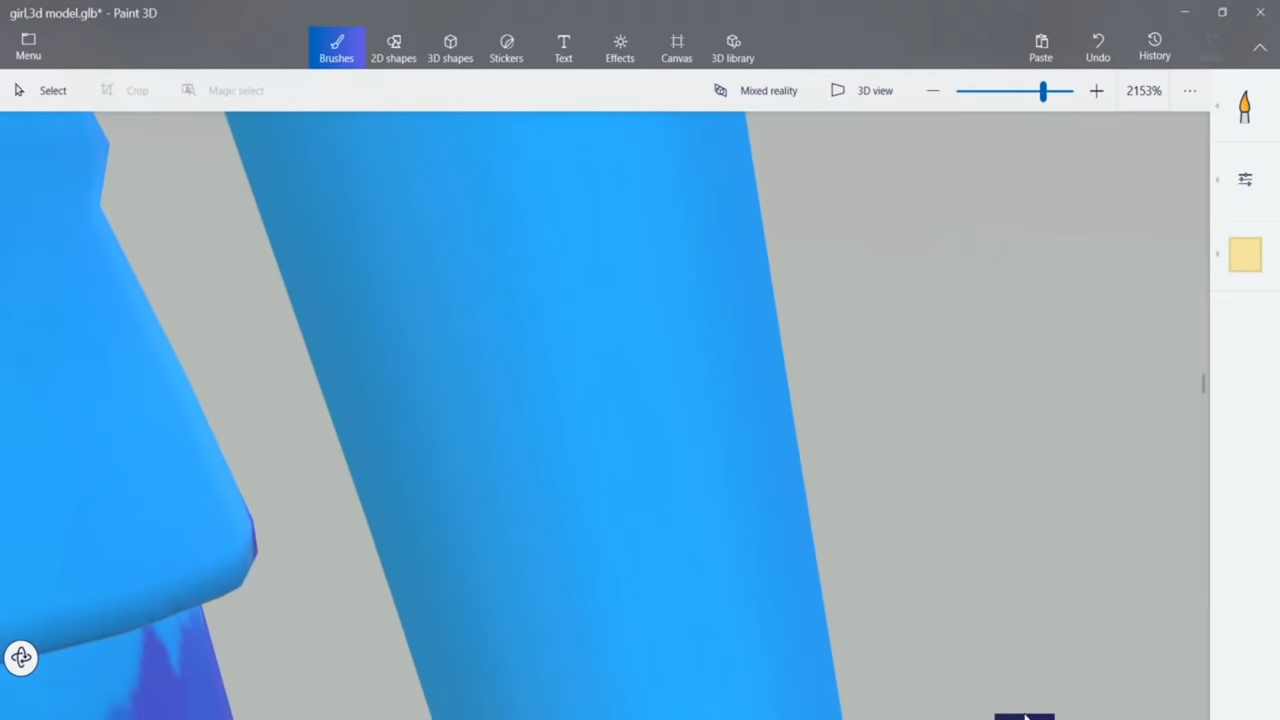 girl,3d model.glb* - Paint 3D
Menu
Brushes
2D shapes
3D shapes
Stickers
Text
Effects
Canvas
3D library
Paste
Undo
History
Select
Crop
Magic select
Mixed reality
3D view
2153%